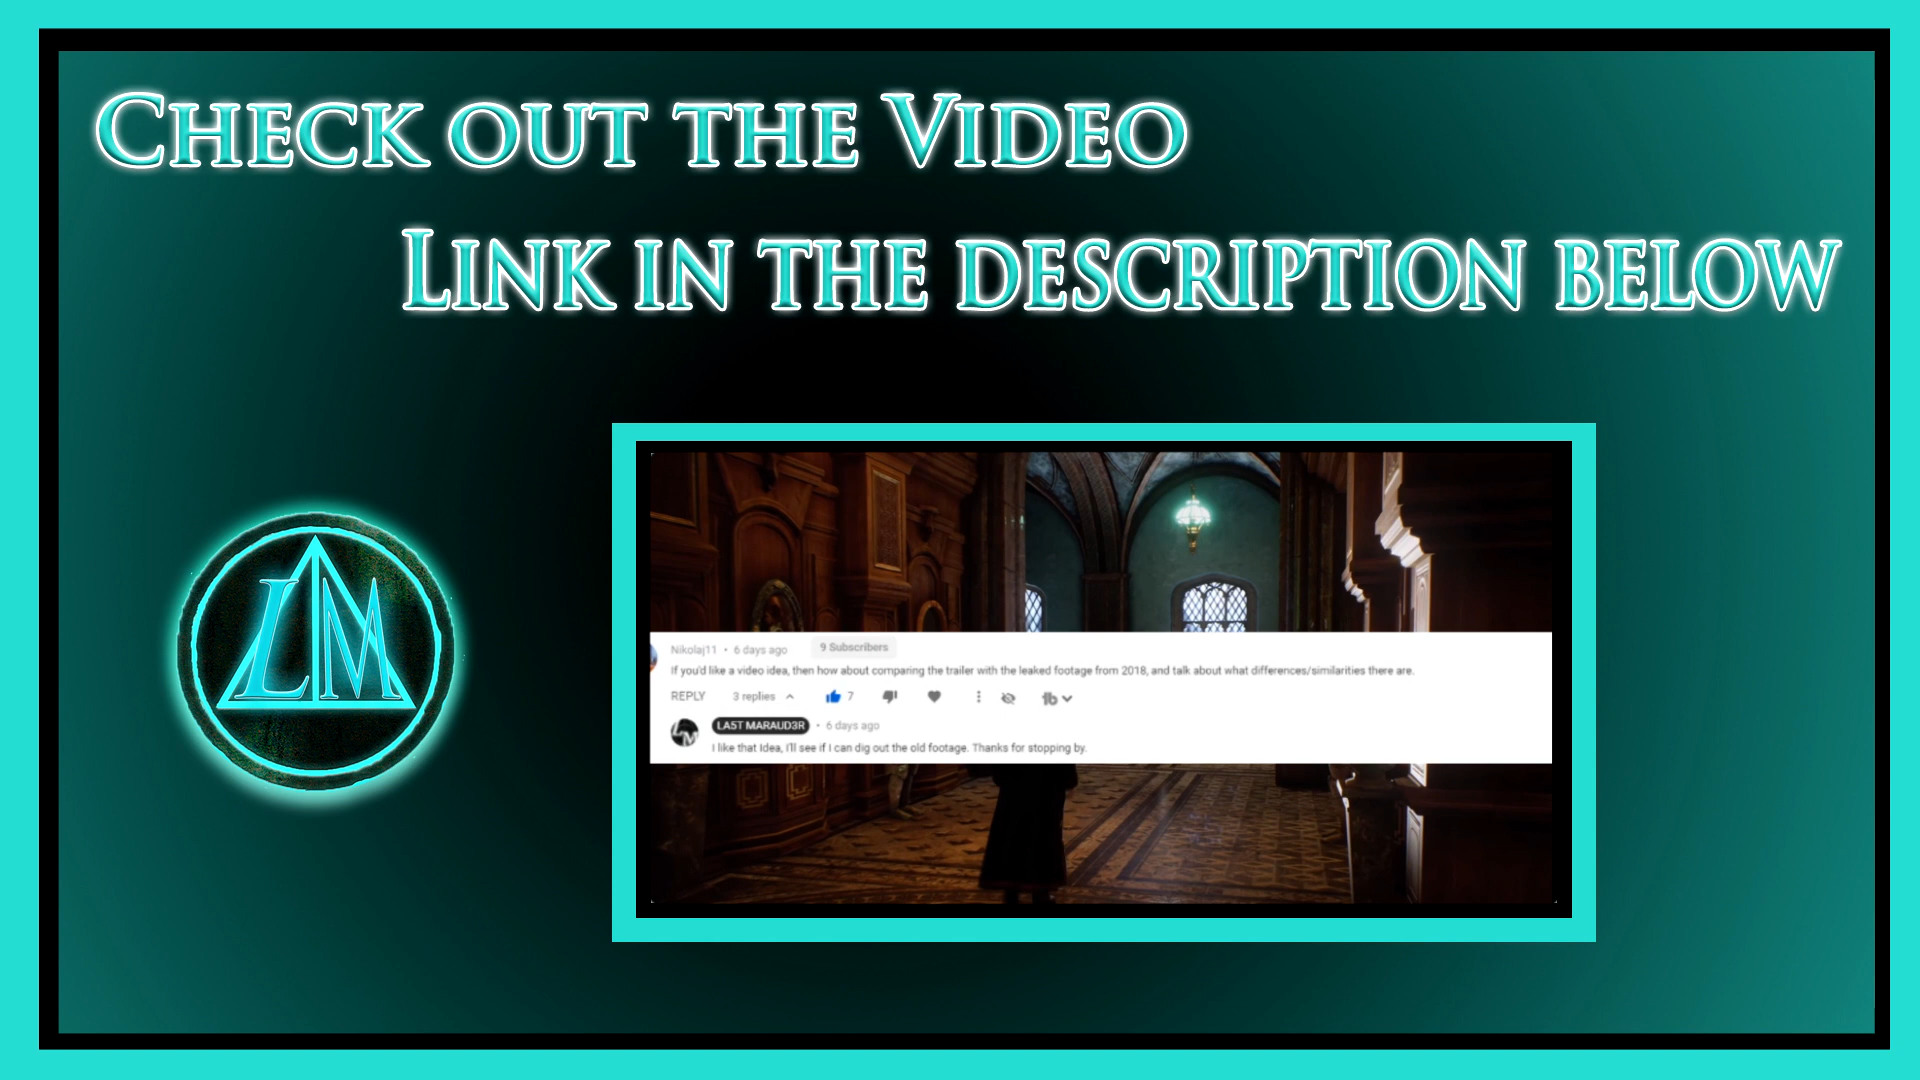 Check out the Video
Link in the description below
LM
Nikolaj11 • 6 days ago 9 Subscribers
If you'd like a video idea, then how about comparing the trailer with the leaked footage from 2018, and talk about what differences/similarities there are.
REPLY 3 replies 7
LM LA5T MARAUD3R • 6 days ago
I like that Idea, I'll see if I can dig out the old footage. Thanks for stopping by.